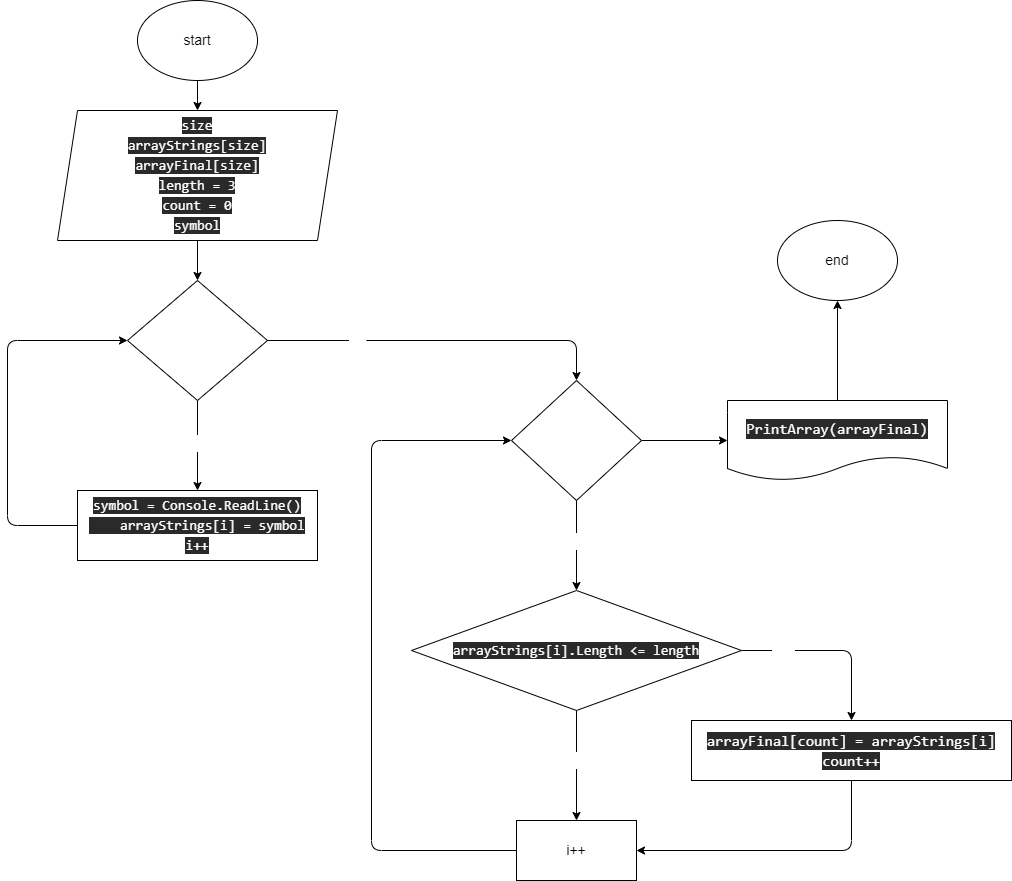 start
size
arrayStrings[size]
arrayFinal[size]
length = 3
count = 0
symbol
end
PrintArray(arrayFinal)
symbol = Console.ReadLine()
arrayStrings[i] = symbol
i++
arrayStrings[i].Length <= length
arrayFinal[count] = arrayStrings[i]
count++
i++